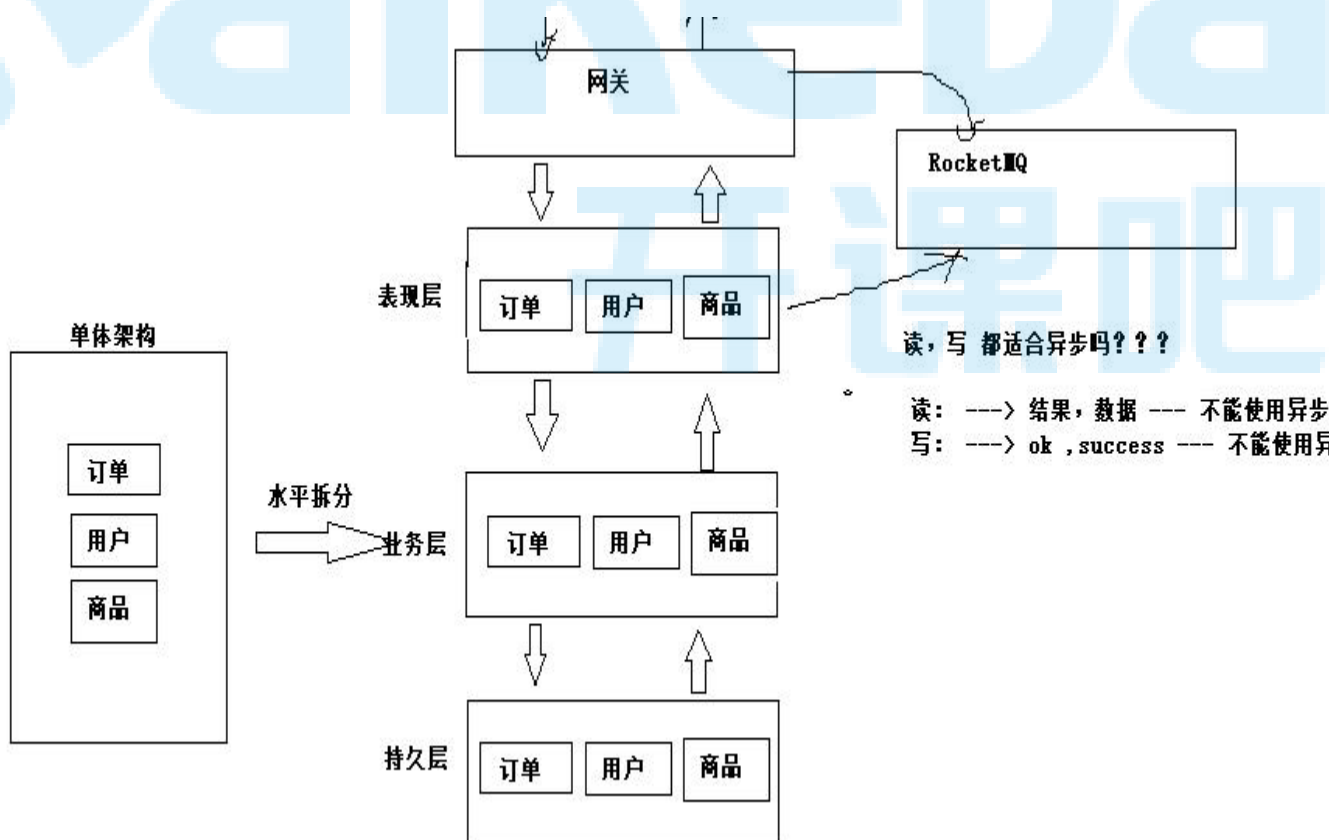 网关
RocketMQ
表现层
订单 用户 商品
单体架构
订单
用户
商品
水平拆分
业务层
订单 用户 商品
持久层
订单 用户 商品
读，写 都适合异步吗？？？
读： ---> 结果，数据 --- 不能使用异步
写： ---> ok ,success --- 不能使用异
开课吧